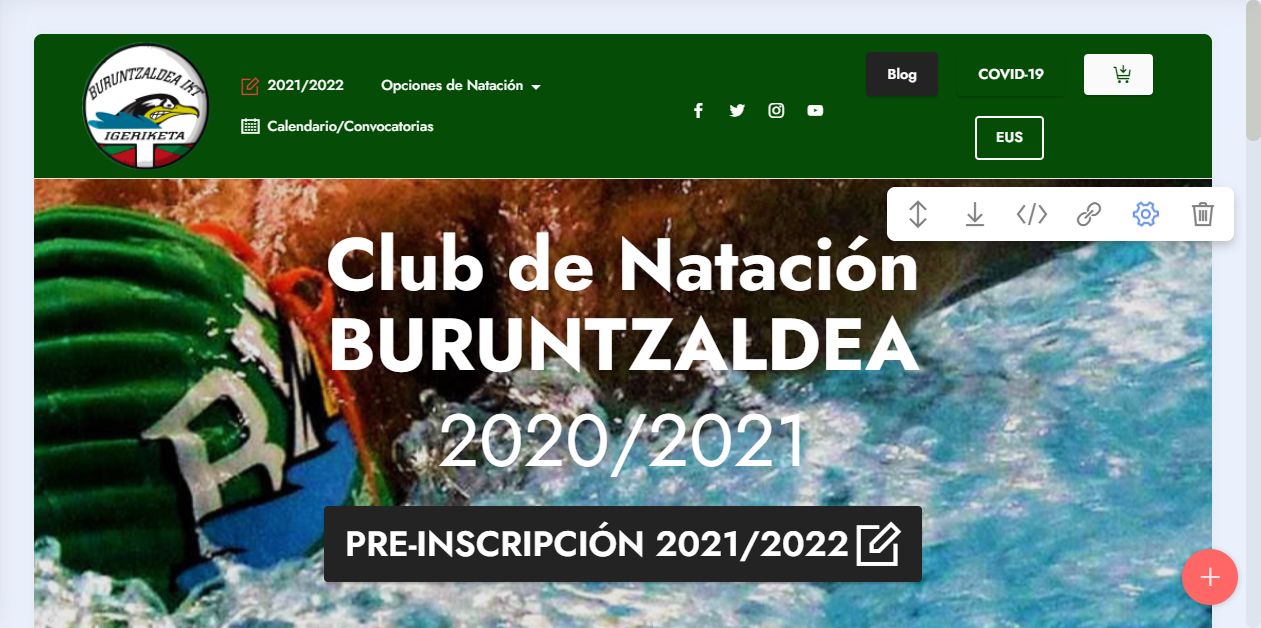 BURUNTZALDEA IKT
IGERIKETA
2021/2022
Opciones de Natación
Calendario/Convocatorias
Blog
COVID-19
EUS
Club de Natación
BURUNTZALDEA
2020/2021
PRE-INSCRIPCIÓN 2021/2022